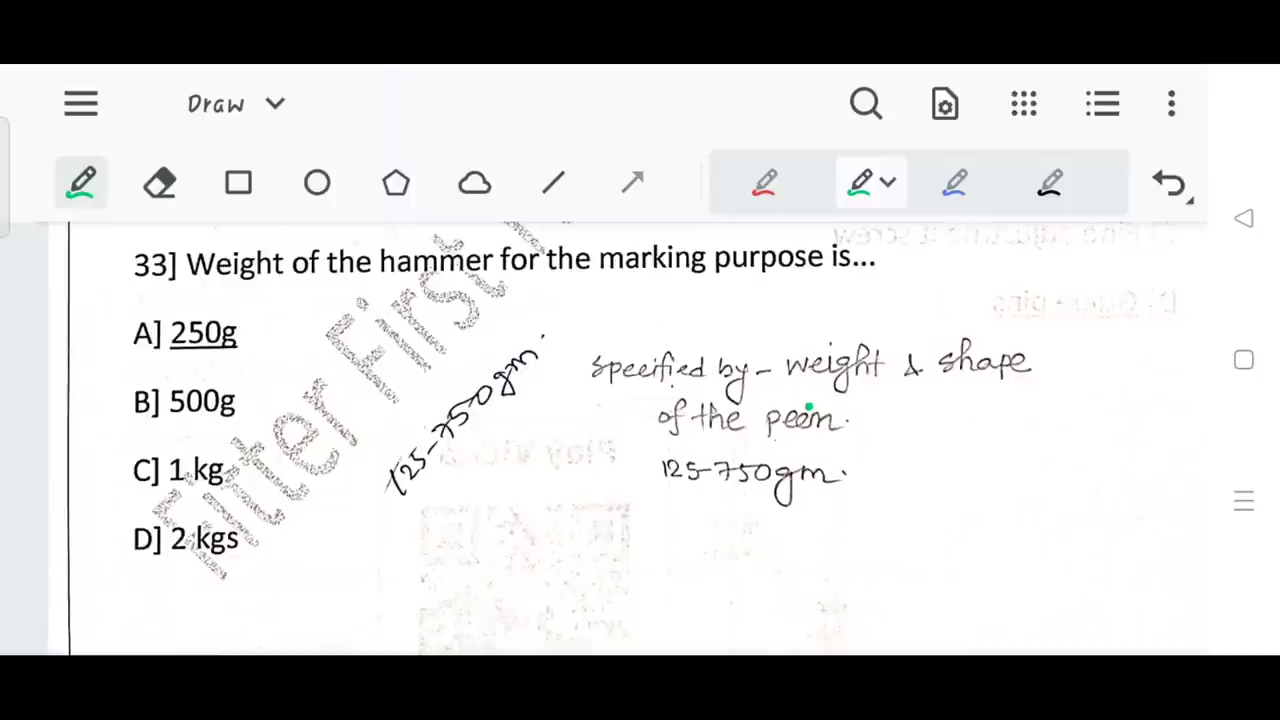 Draw
33] Weight of the hammer for the marking purpose is...
A] 250g
B] 500g
C] 1 kg
D] 2 kgs
Fitter First
125-750gm.
specified by - weight & shape
of the peen.
125-750gm.